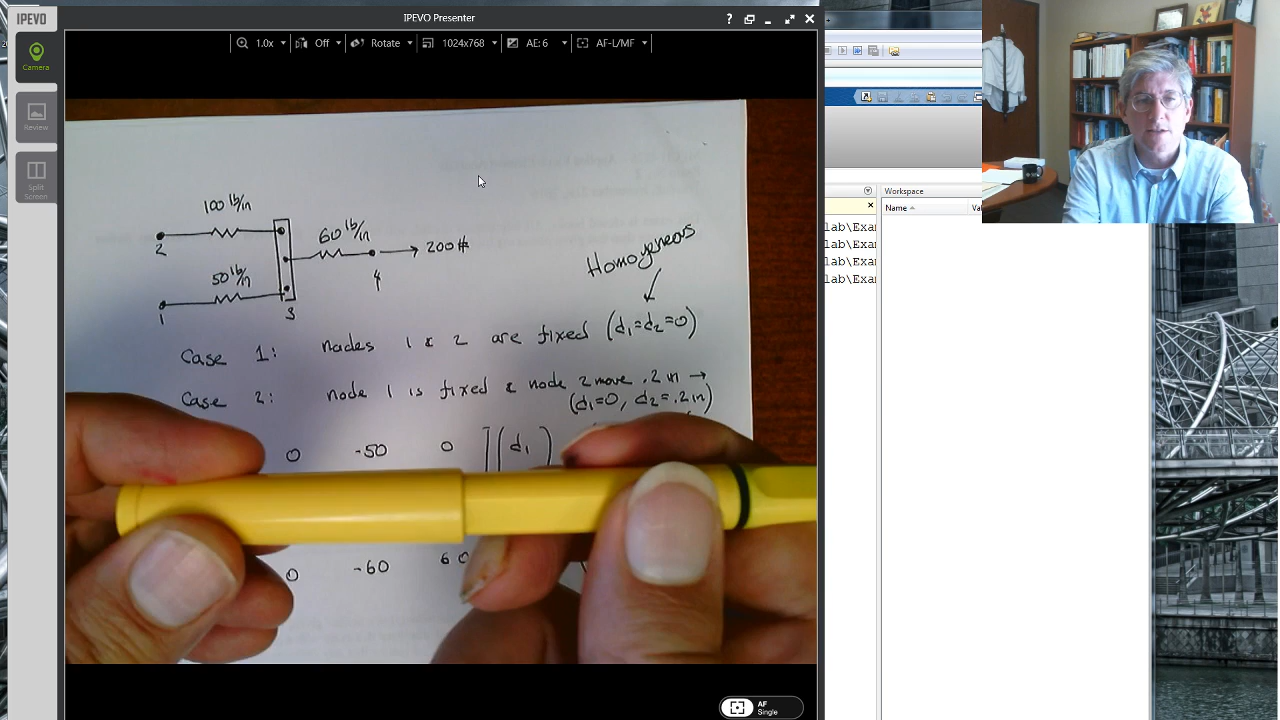 IPEVO
IPEVO Presenter
1.0x
Off
Rotate
1024x768
AE:6
AF-L/MF
Camera
Review
Split
Screen
Workspace
Name
Va
lab\Exa
lab\Exa
lab\Exa
lab\Exa
100 lb/in
2
60 lb/in
200 #
4
50 lb/in
1
3
Homogeneous
Case 1: nodes 1 & 2 are fixed (d1=d2=0)
Case 2: node 1 is fixed & node 2 move .2 in →
(d1=0, d2=.2in)
0 -50 0 ] ( d1 )
0 -60 60
AF
Single